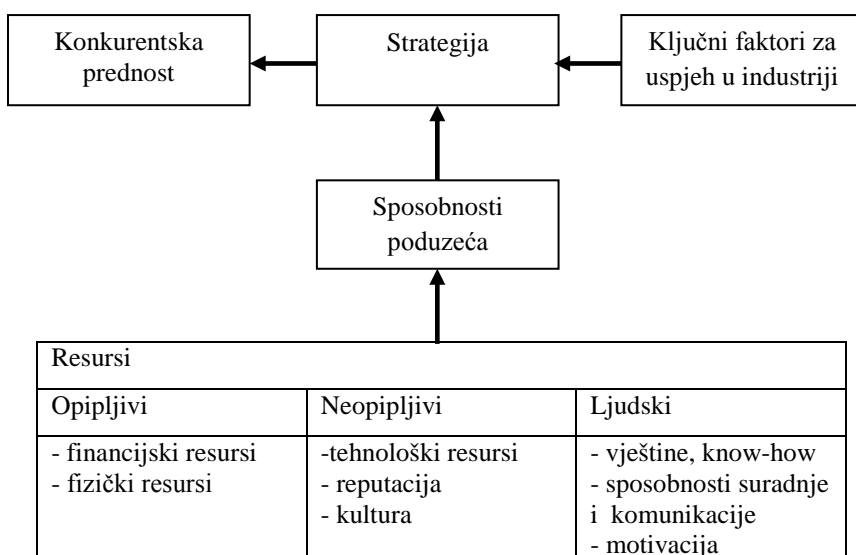 Konkurentska
prednost
Strategija
Ključni faktori za
uspjeh u industriji
Sposobnosti
poduzeća
Resursi
Opipljivi
Neopipljivi
Ljudski
- financijski resursi
- fizički resursi
-tehnološki resursi
- reputacija
- kultura
- vještine, know-how
- sposobnosti suradnje
i komunikacije
- motivacija